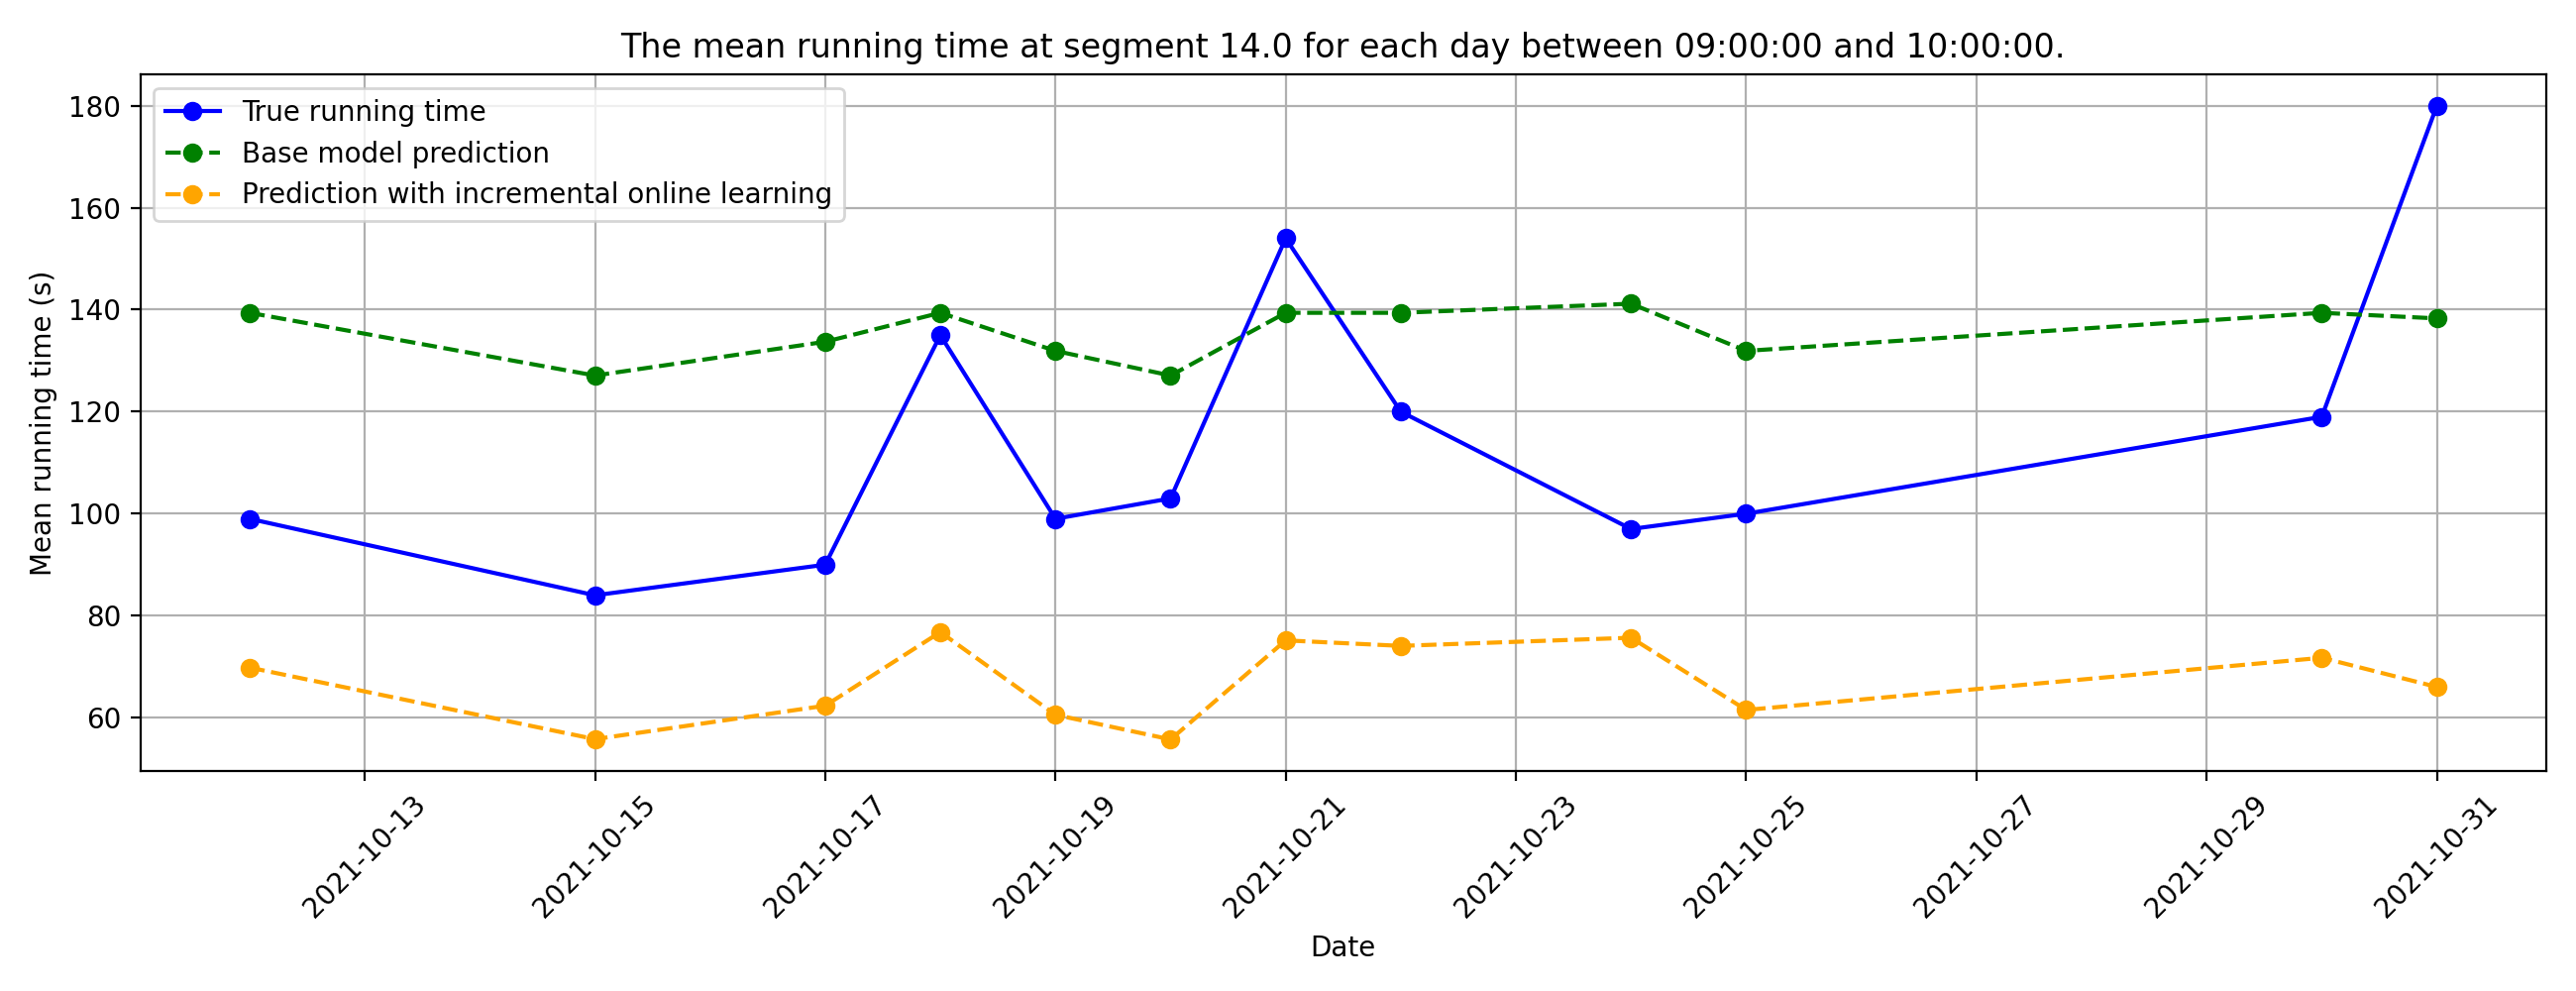 The mean running time at segment 14.0 for each day between 09:00:00 and 10:00:00.
True running time
Base model prediction
Prediction with incremental online learning
Mean running time (s)
180
160
140
120
100
80
60
2021-10-13
2021-10-15
2021-10-17
2021-10-19
2021-10-21
2021-10-23
2021-10-25
2021-10-27
2021-10-29
2021-10-31
Date